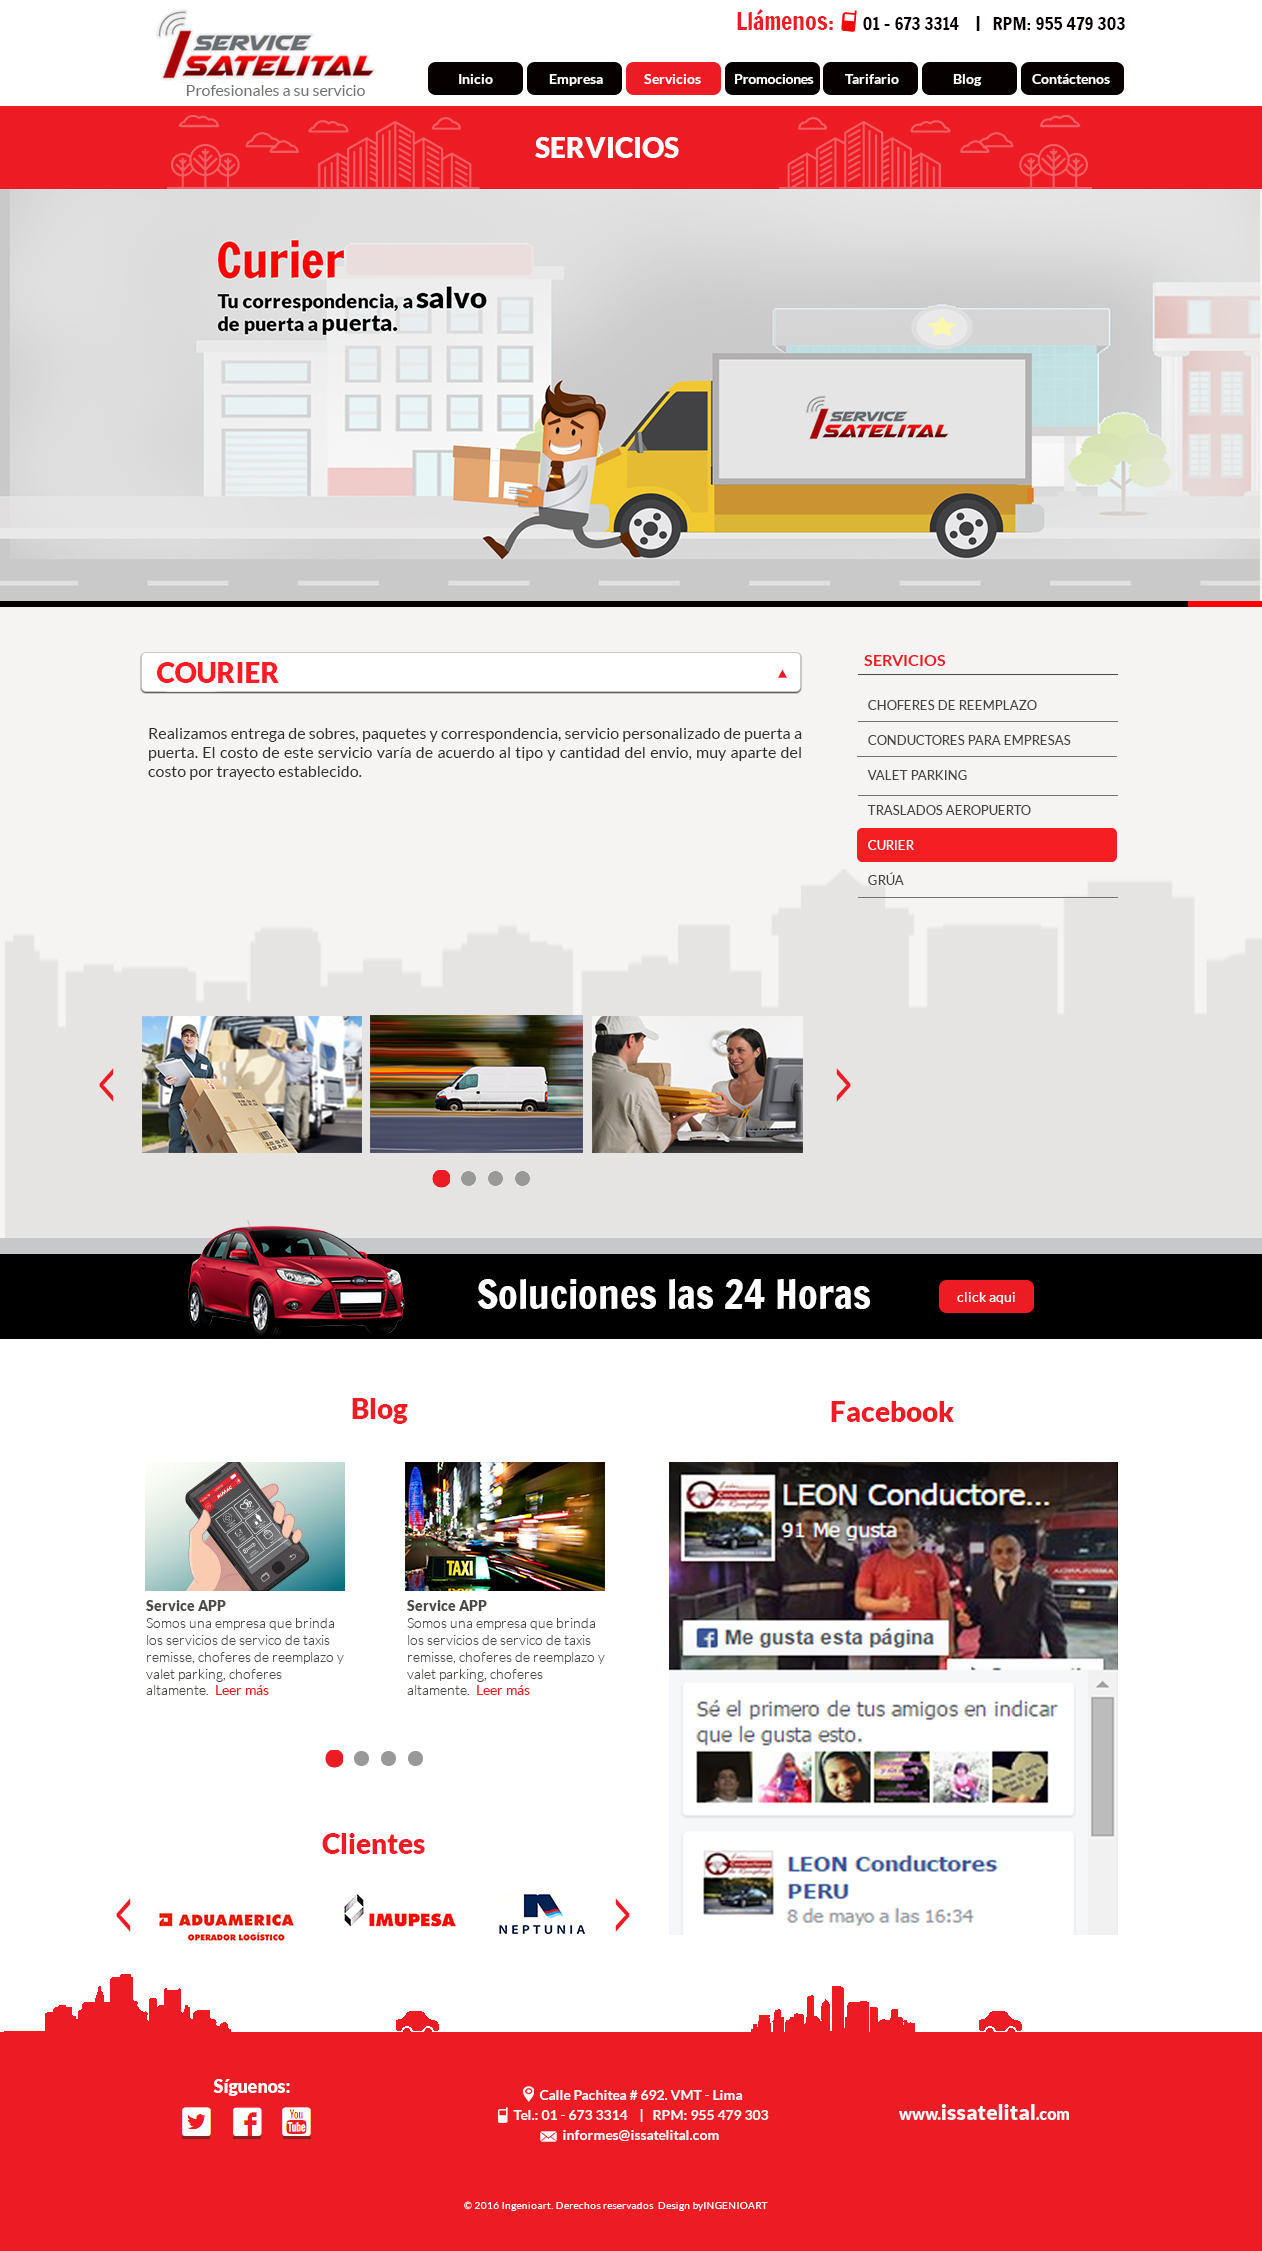 SERVICE
SATELITAL
Profesionales a su servicio
Llámenos: 01 - 673 3314 | RPM: 955 479 303
Inicio
Empresa
Servicios
Promociones
Tarifario
Blog
Contáctenos
SERVICIOS
Curier
Tu correspondencia, a salvo
de puerta a puerta.
SERVICE
SATELITAL
COURIER
Realizamos entrega de sobres, paquetes y correspondencia, servicio personalizado de puerta a
puerta. El costo de este servicio varía de acuerdo al tipo y cantidad del envio, muy aparte del
costo por trayecto establecido.
SERVICIOS
CHOFERES DE REEMPLAZO
CONDUCTORES PARA EMPRESAS
VALET PARKING
TRASLADOS AEROPUERTO
CURIER
GRÚA
Soluciones las 24 Horas
click aqui
Blog
TAXI
Service APP
Somos una empresa que brinda
los servicios de servico de taxis
remisse, choferes de reemplazo y
valet parking, choferes
altamente. Leer más
Service APP
Somos una empresa que brinda
los servicios de servico de taxis
remisse, choferes de reemplazo y
valet parking, choferes
altamente. Leer más
Facebook
LEON Conductore...
91 Me gusta
Me gusta esta página
Sé el primero de tus amigos en indicar
que le gusta esto.
LEON Conductores
PERU
8 de mayo a las 16:34
Clientes
ADUAMERICA
OPERADOR LOGÍSTICO
IMUPESA
NEPTUNIA
Síguenos:
You
Tube
Calle Pachitea # 692. VMT - Lima
Tel.: 01 - 673 3314 | RPM: 955 479 303
informes@issatelital.com
www.issatelital.com
© 2016 Ingenioart. Derechos reservados Design byINGENIOART